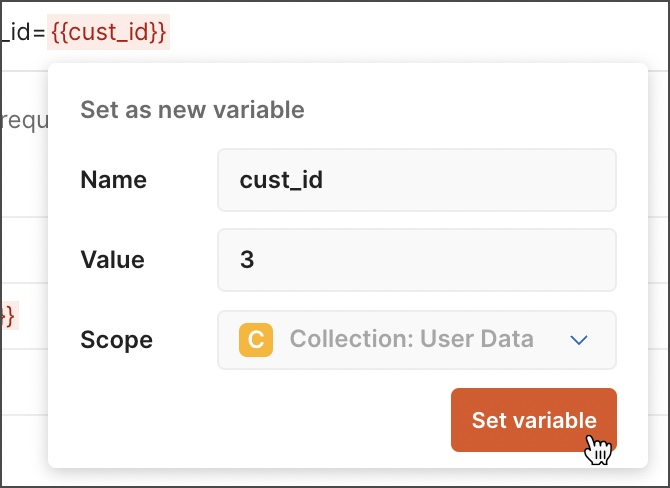 _id={{cust_id}}
Set as new variable
requ
Name cust_id
Value 3
}}
Scope C Collection: User Data
Set variable